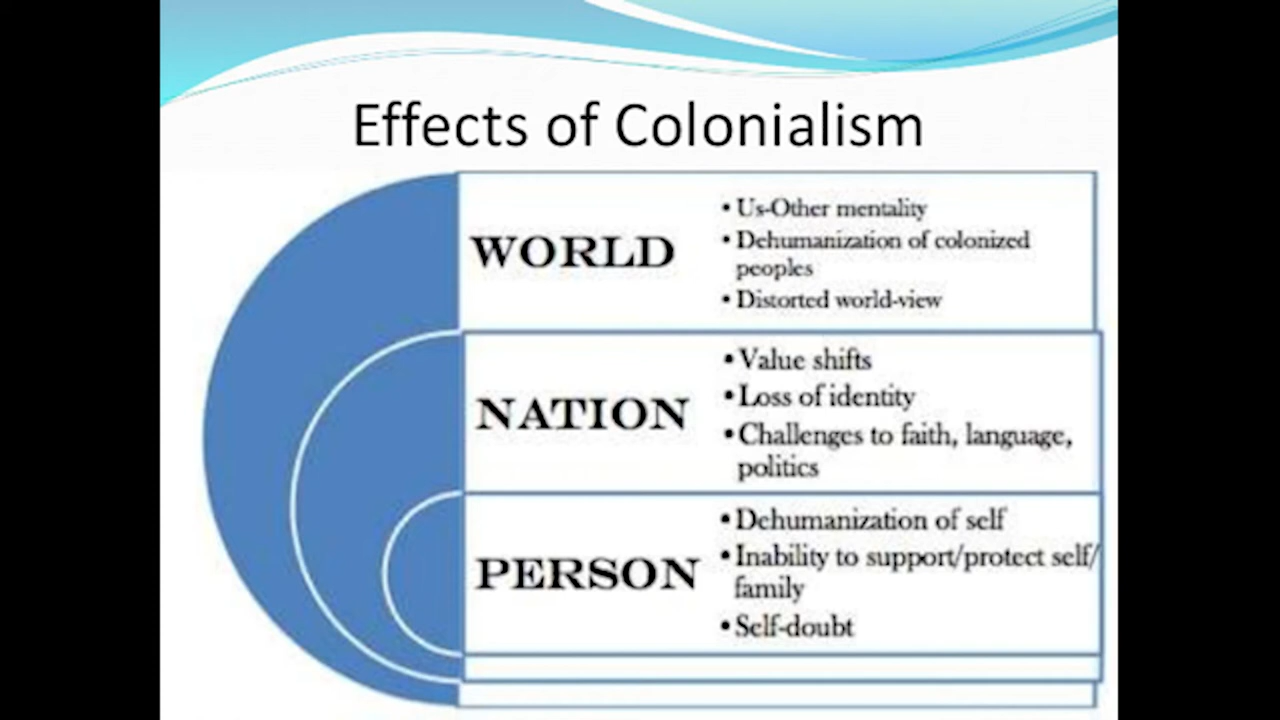 Effects of Colonialism
WORLD
• Us-Other mentality
• Dehumanization of colonized
peoples
• Distorted world-view
NATION
• Value shifts
• Loss of identity
• Challenges to faith, language,
politics
PERSON
• Dehumanization of self
• Inability to support/protect self/
family
• Self-doubt